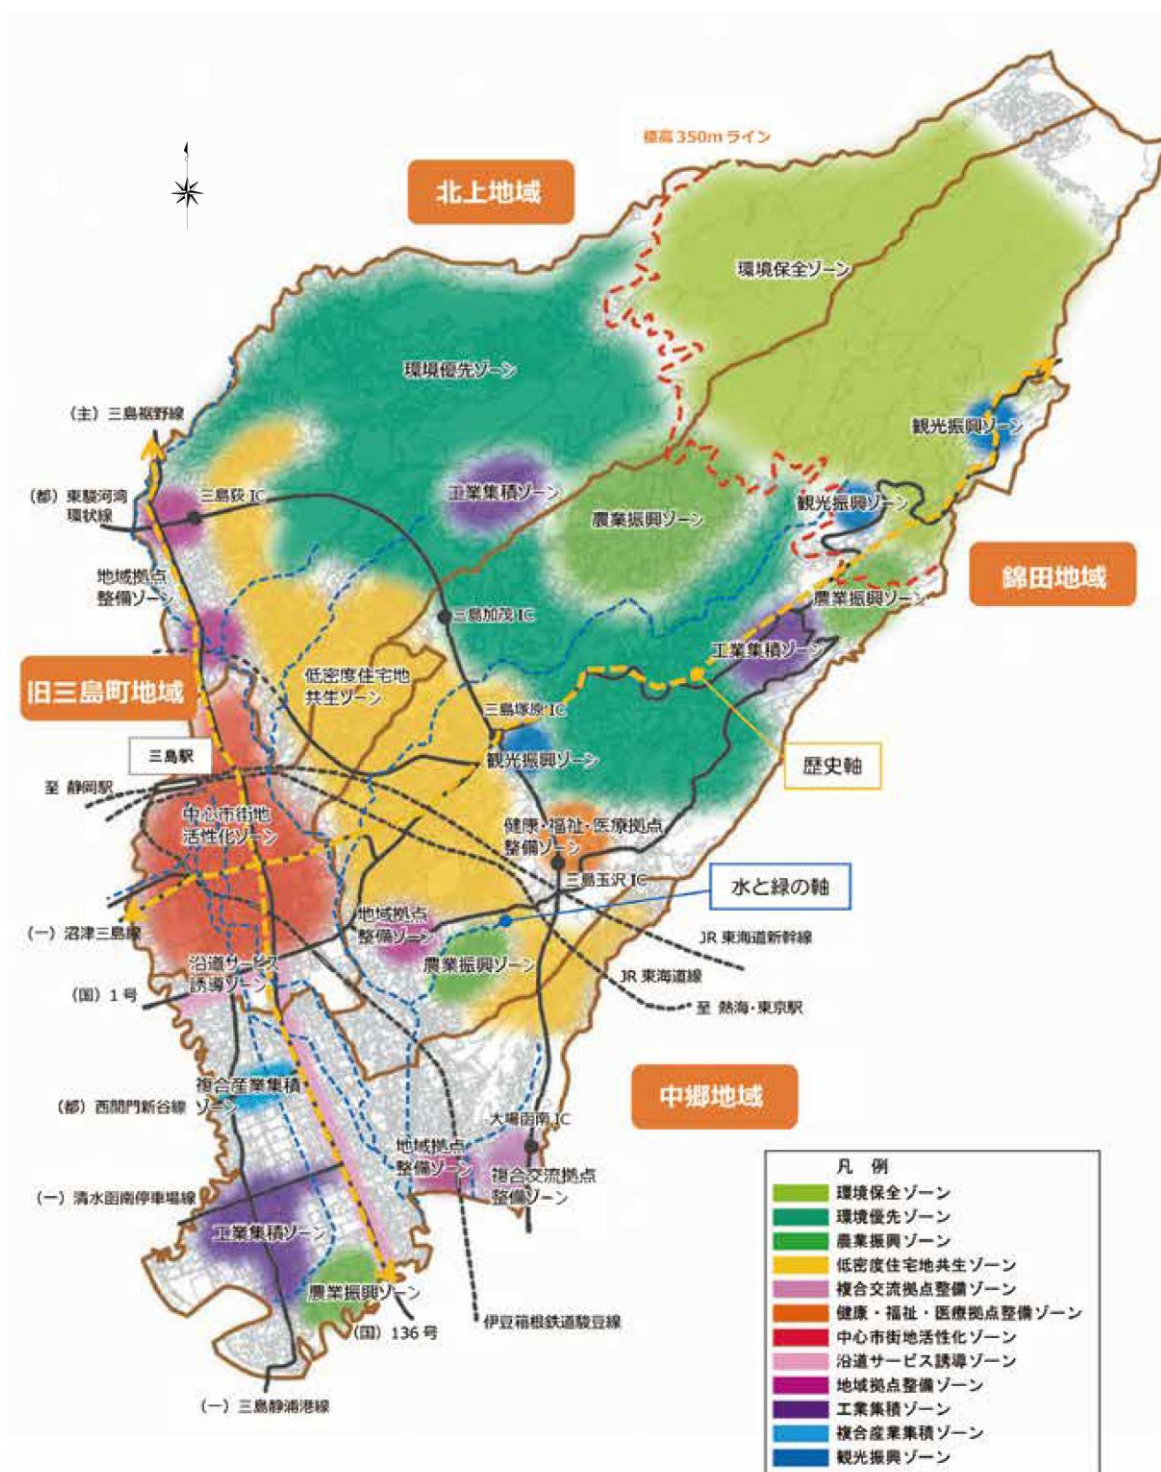 標高350mライン
北上地域
環境保全ゾーン
環境優先ゾーン
(主)三島裾野線
観光振興ゾーン
(都)東駿河湾
環状線
三島萩IC
工業集積ゾーン
農業振興ゾーン
観光振興ゾーン
錦田地域
地域拠点
整備ゾーン
農業振興ゾーン
三島加茂IC
工業集積ゾーン
旧三島町地域
低密度住宅地
共生ゾーン
三島塚原IC
三島駅
観光振興ゾーン
歴史軸
至 静岡駅
中心市街地
活性化ゾーン
健康・福祉・医療拠点
整備ゾーン
三島玉沢IC
水と緑の軸
(一)沼津三島線
地域拠点
整備ゾーン
農業振興ゾーン
JR東海道新幹線
沿道サービス
誘導ゾーン
JR東海道線
(国)1号
至 熱海・東京駅
複合産業集積
ゾーン
(都)西間門新谷線
中郷地域
大場函南IC
地域拠点
整備ゾーン
複合交流拠点
整備ゾーン
(一)清水函南停車場線
工業集積ゾーン
農業振興ゾーン
(国)136号
伊豆箱根鉄道駿豆線
(一)三島静浦港線
凡 例
環境保全ゾーン
環境優先ゾーン
農業振興ゾーン
低密度住宅地共生ゾーン
複合交流拠点整備ゾーン
健康・福祉・医療拠点整備ゾーン
中心市街地活性化ゾーン
沿道サービス誘導ゾーン
地域拠点整備ゾーン
工業集積ゾーン
複合産業集積ゾーン
観光振興ゾーン